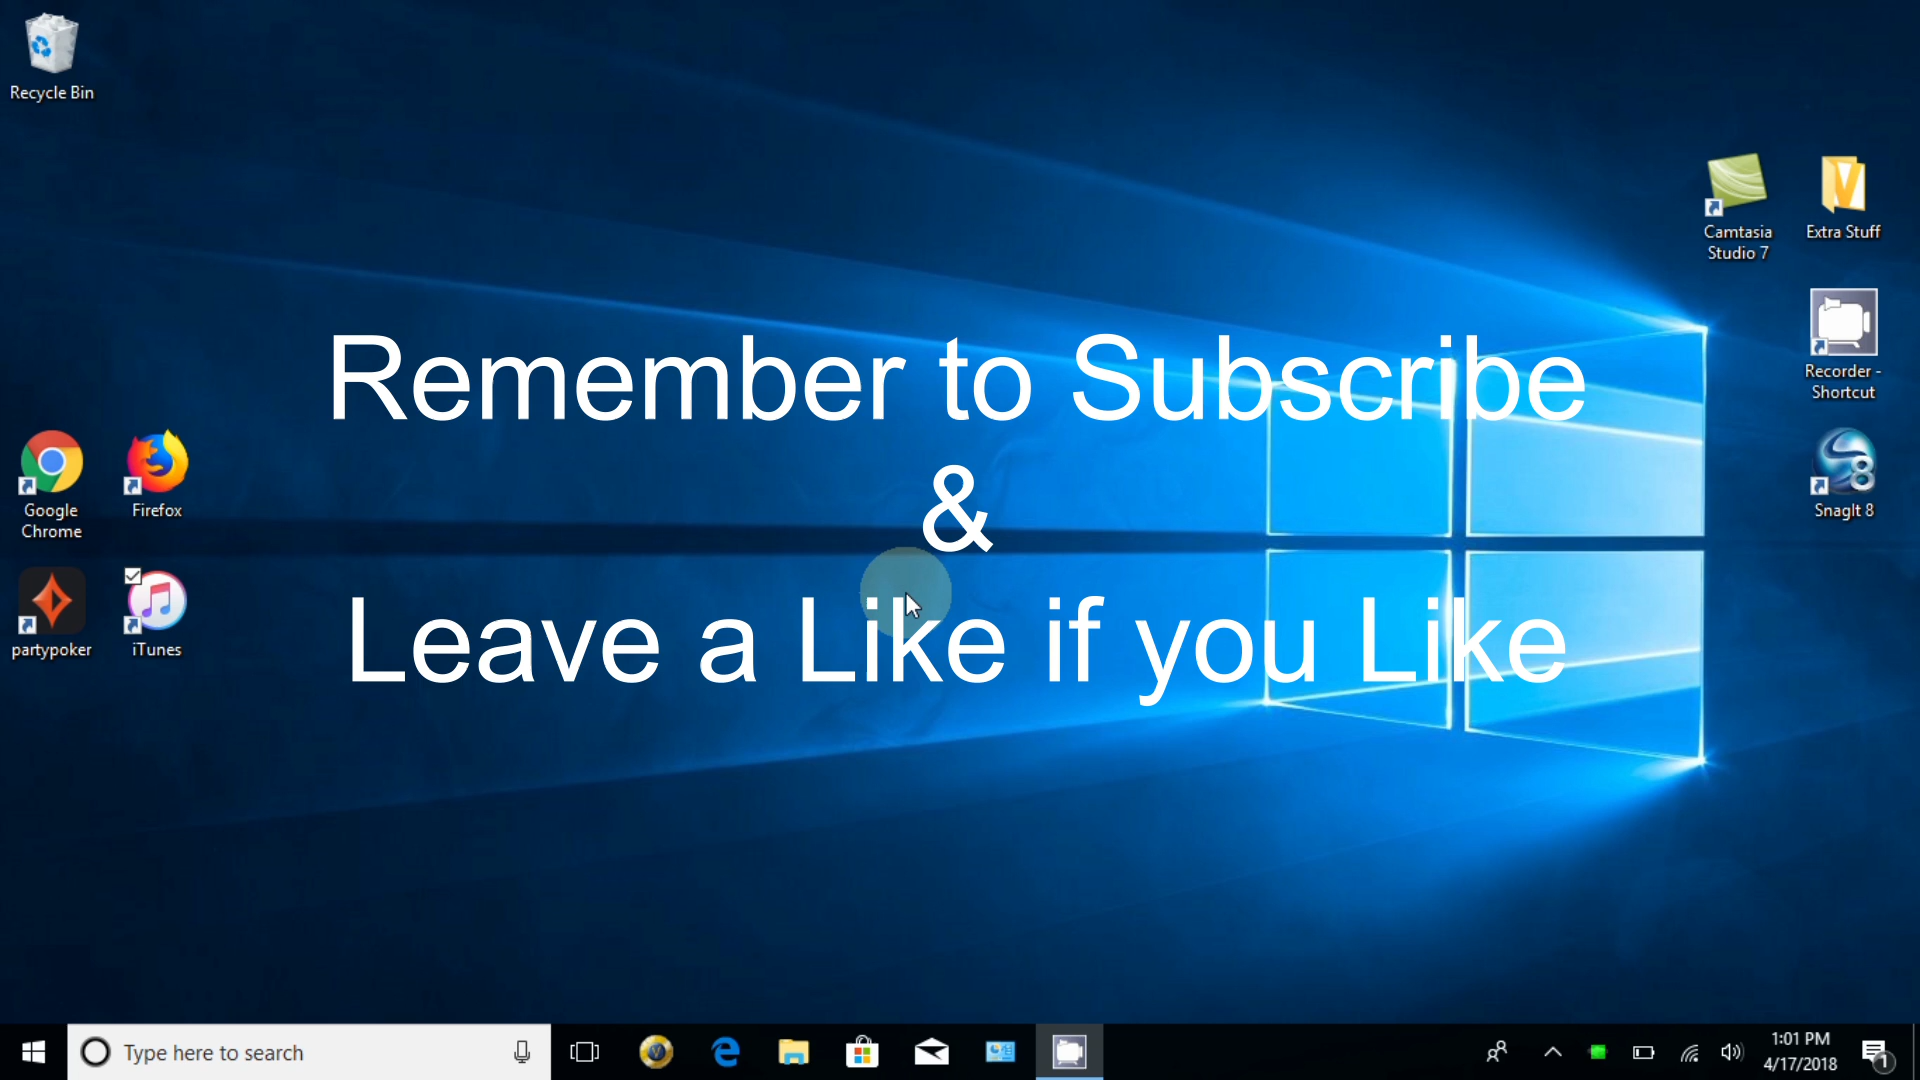 Recycle Bin
Camtasia
Studio 7
Extra Stuff
Recorder -
Shortcut
Remember to Subscribe
&
Leave a Like if you Like
Google
Chrome
Firefox
SnagIt 8
partypoker
iTunes
Type here to search
1:01 PM
4/17/2018
1